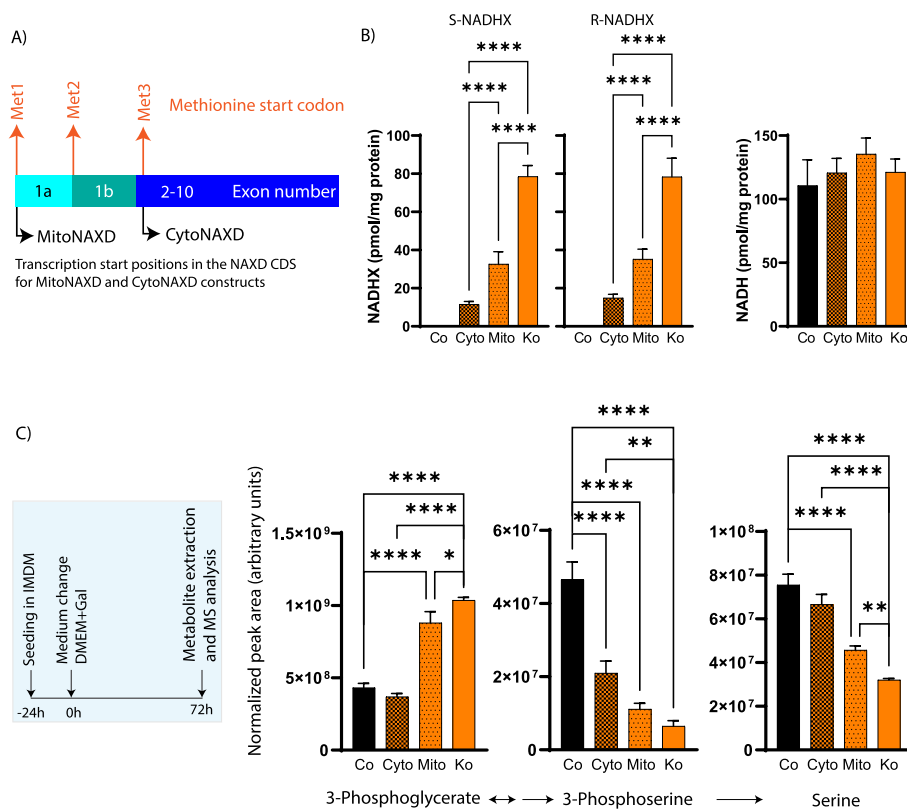 A)
Met1
Met2
Met3
Methionine start codon
1a
1b
2-10
Exon number
MitoNAXD
CytoNAXD
Transcription start positions in the NAXD CDS
for MitoNAXD and CytoNAXD constructs
B)
S-NADHX
R-NADHX
****
****
****
****
****
****
NADHX (pmol/mg protein)
100
80
60
40
20
0
Co Cyto Mito Ko
Co Cyto Mito Ko
NADH (pmol/mg protein)
150
100
50
0
Co Cyto Mito Ko
C)
Seeding in IMDM
Medium change
DMEM+Gal
Metabolite extraction
and MS analysis
-24h
0h
72h
Normalized peak area (arbitrary units)
****
****
****
*
1.5×10⁹
1×10⁹
5×10⁸
0
Co Cyto Mito Ko
3-Phosphoglycerate
****
**
****
****
6×10⁷
4×10⁷
2×10⁷
0
Co Cyto Mito Ko
3-Phosphoserine
****
****
****
**
1×10⁸
8×10⁷
6×10⁷
4×10⁷
2×10⁷
0
Co Cyto Mito Ko
Serine